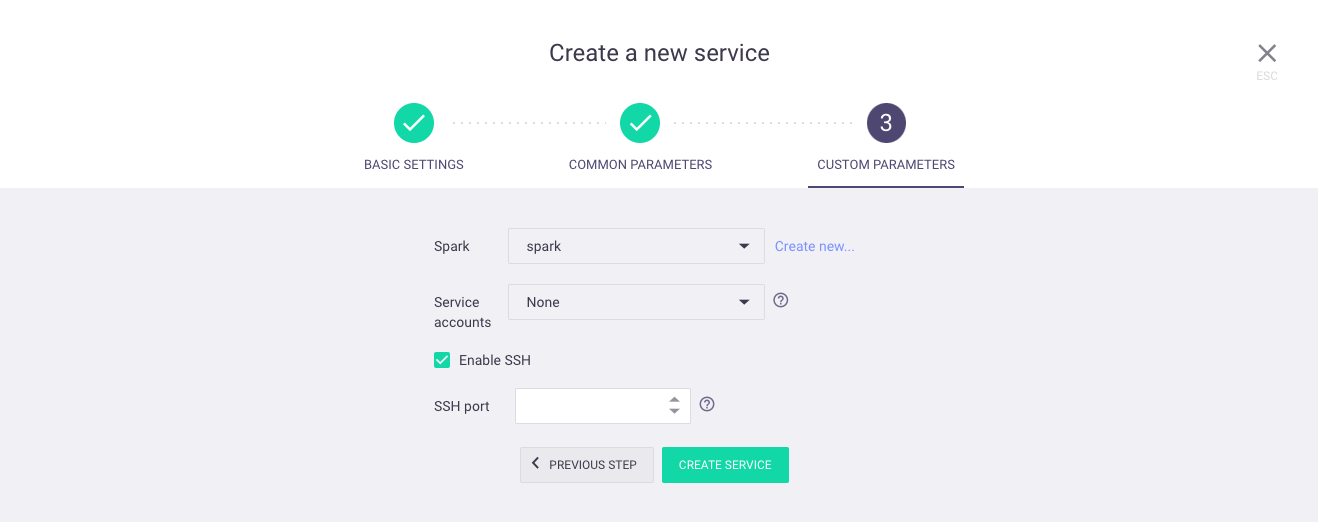 Create a new service
ESC
3
BASIC SETTINGS
COMMON PARAMETERS
CUSTOM PARAMETERS
Spark
spark
Create new...
Service
accounts
None
Enable SSH
SSH port
PREVIOUS STEP
CREATE SERVICE